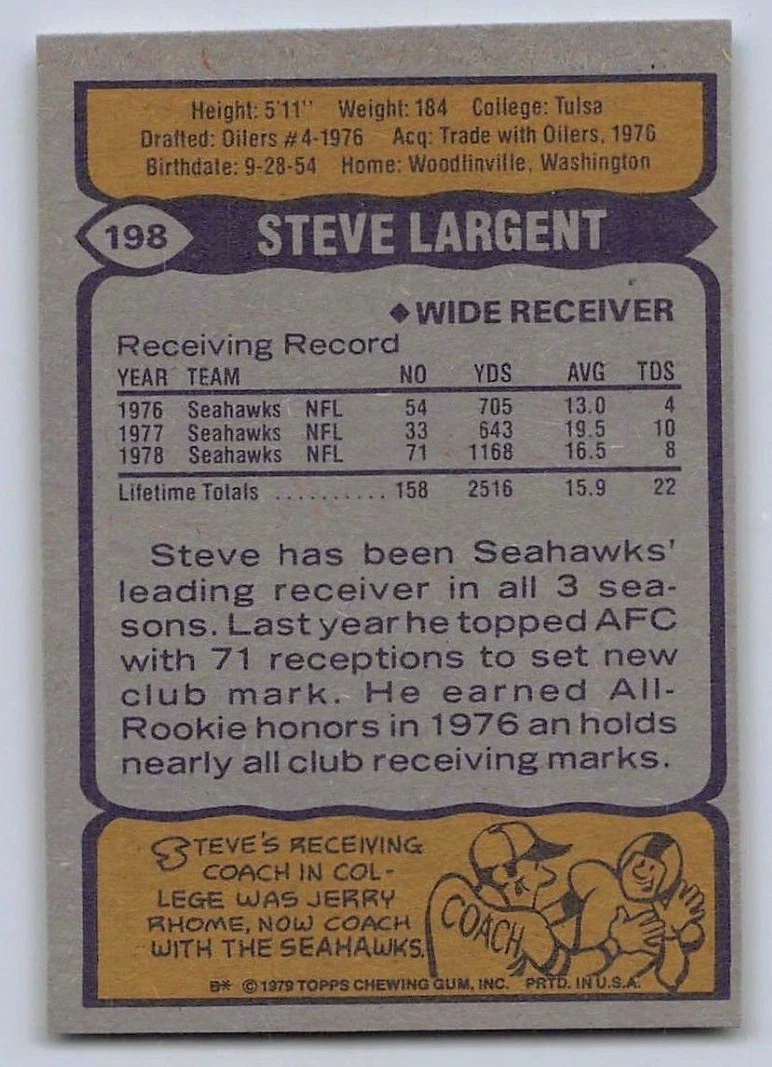 Height: 5'11" Weight: 184 College: Tulsa
Drafted: Oilers #4-1976 Acq: Trade with Oilers, 1976
Birthdate: 9-28-54 Home: Woodinville, Washington
198 STEVE LARGENT
◆WIDE RECEIVER
Receiving Record
YEAR TEAM NO YDS AVG TDS
1976 Seahawks NFL 54 705 13.0 4
1977 Seahawks NFL 33 643 19.5 10
1978 Seahawks NFL 71 1168 16.5 8
Lifetime Totals .......... 158 2516 15.9 22
Steve has been Seahawks'
leading receiver in all 3 sea-
sons. Last year he topped AFC
with 71 receptions to set new
club mark. He earned All-
Rookie honors in 1976 an holds
nearly all club receiving marks.
STEVE'S RECEIVING
COACH IN COL-
LEGE WAS JERRY
RHOME, NOW COACH
WITH THE SEAHAWKS.
COACH
B* © 1979 TOPPS CHEWING GUM, INC. PRTD. IN U.S.A.